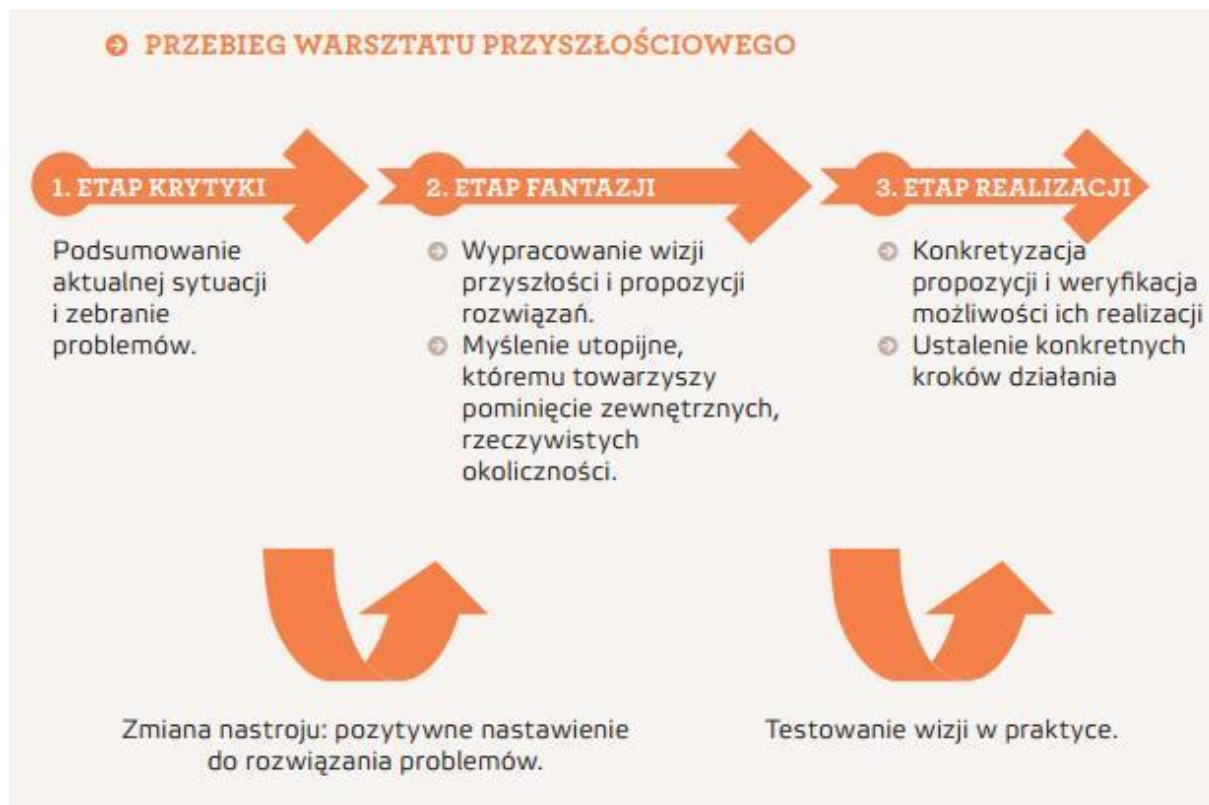 PRZEBIEG WARSZTATU PRZYSZŁOŚCIOWEGO
1. ETAP KRYTYKI
Podsumowanie
aktualnej sytuacji
i zebranie
problemów.
2. ETAP FANTAZJI
Wypracowanie wizji
przyszłości i propozycji
rozwiązań.
Myślenie utopijne,
któremu towarzyszy
pominięcie zewnętrznych,
rzeczywistych
okoliczności.
3. ETAP REALIZACJI
Konkretyzacja
propozycji i weryfikacja
możliwości ich realizacji
Ustalenie konkretnych
kroków działania
Zmiana nastroju: pozytywne nastawienie
do rozwiązania problemów.
Testowanie wizji w praktyce.